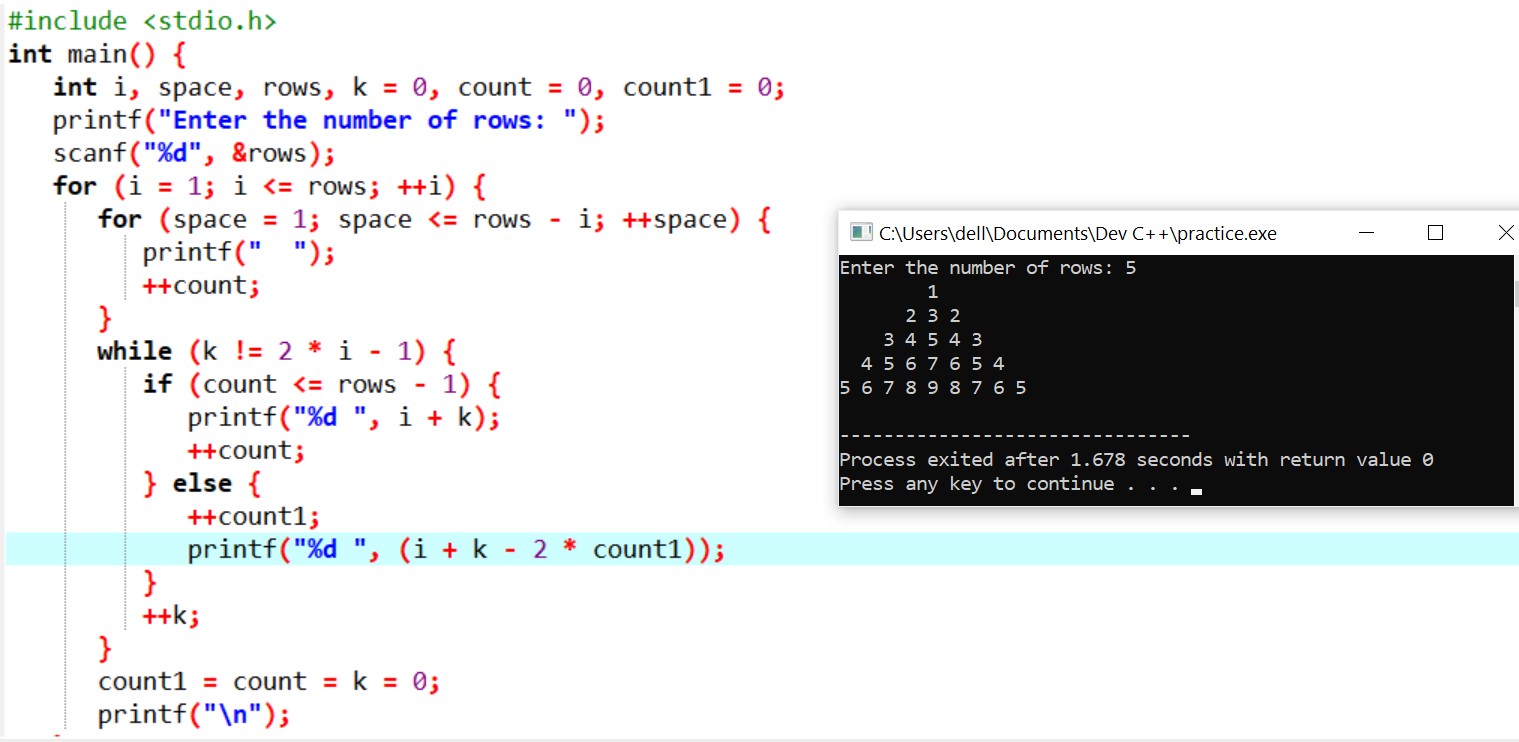 #include <stdio.h>
int main() {
   int i, space, rows, k = 0, count = 0, count1 = 0;
   printf("Enter the number of rows: ");
   scanf("%d", &rows);
   for (i = 1; i <= rows; ++i) {
      for (space = 1; space <= rows - i; ++space) {
         printf("  ");
         ++count;
      }
      while (k != 2 * i - 1) {
         if (count <= rows - 1) {
            printf("%d ", i + k);
            ++count;
         } else {
            ++count1;
            printf("%d ", (i + k - 2 * count1));
         }
         ++k;
      }
      count1 = count = k = 0;
      printf("\n");
C:\Users\dell\Documents\Dev C++\practice.exe
Enter the number of rows: 5
        1
      2 3 2
    3 4 5 4 3
  4 5 6 7 6 5 4
5 6 7 8 9 8 7 6 5
--------------------------------
Process exited after 1.678 seconds with return value 0
Press any key to continue . . .